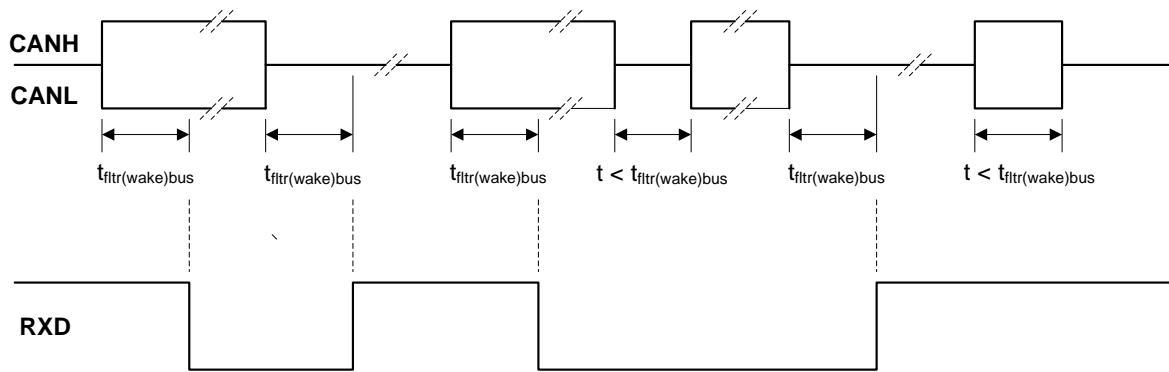 CANH
CANL
tfltr(wake)bus
tfltr(wake)bus
tfltr(wake)bus
t < tfltr(wake)bus
tfltr(wake)bus
t < tfltr(wake)bus
RXD